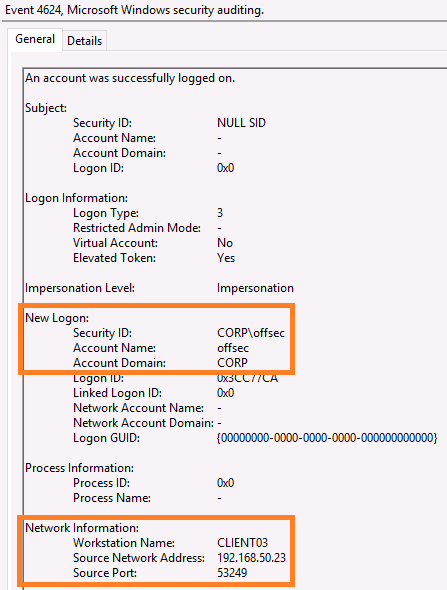 Event 4624, Microsoft Windows security auditing.
General Details
An account was successfully logged on.
Subject:
Security ID: NULL SID
Account Name: -
Account Domain: -
Logon ID: 0x0
Logon Information:
Logon Type: 3
Restricted Admin Mode: -
Virtual Account: No
Elevated Token: Yes
Impersonation Level: Impersonation
New Logon:
Security ID: CORP\offsec
Account Name: offsec
Account Domain: CORP
Logon ID: 0x3CC77CA
Linked Logon ID: 0x0
Network Account Name: -
Network Account Domain: -
Logon GUID: {00000000-0000-0000-0000-000000000000}
Process Information:
Process ID: 0x0
Process Name: -
Network Information:
Workstation Name: CLIENT03
Source Network Address: 192.168.50.23
Source Port: 53249